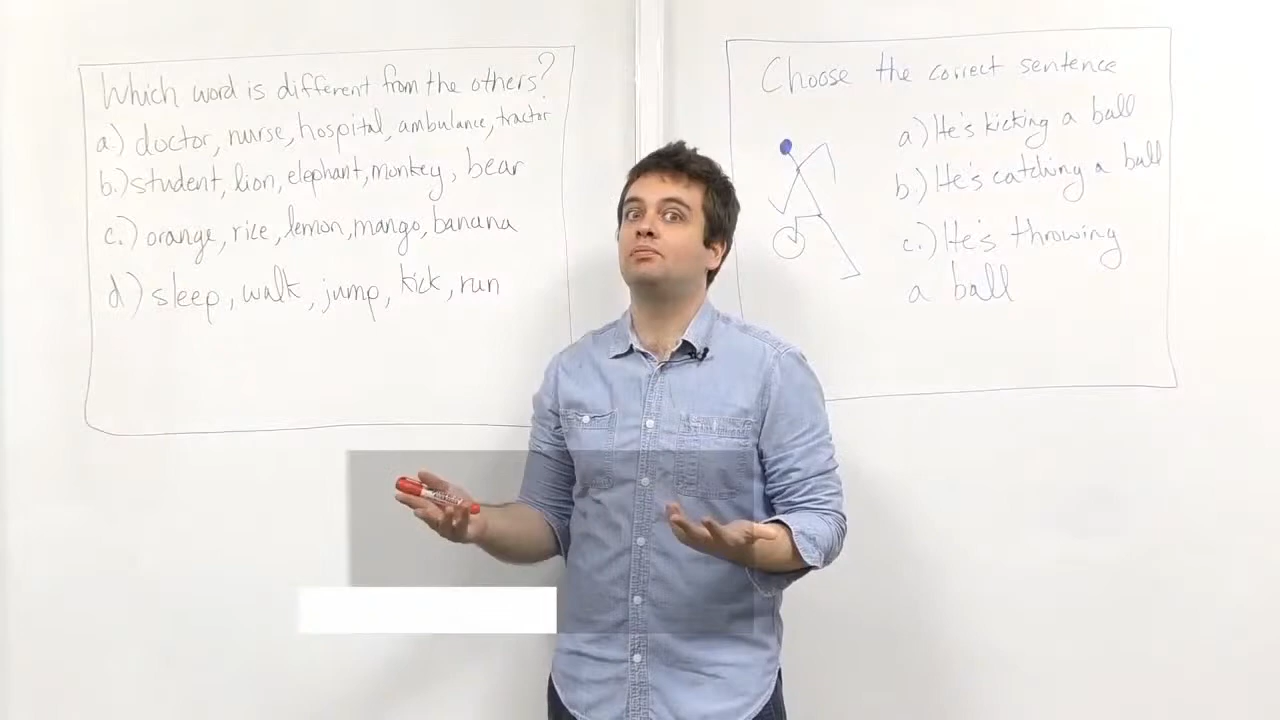 Which word is different from the others?
a.) doctor, nurse, hospital, ambulance, tractor
b.) student, lion, elephant, monkey, bear
c.) orange, rice, lemon, mango, banana
d.) sleep, walk, jump, kick, run
Choose the correct sentence
a.) He's kicking a ball
b.) He's catching a ball
c.) He's throwing
a ball